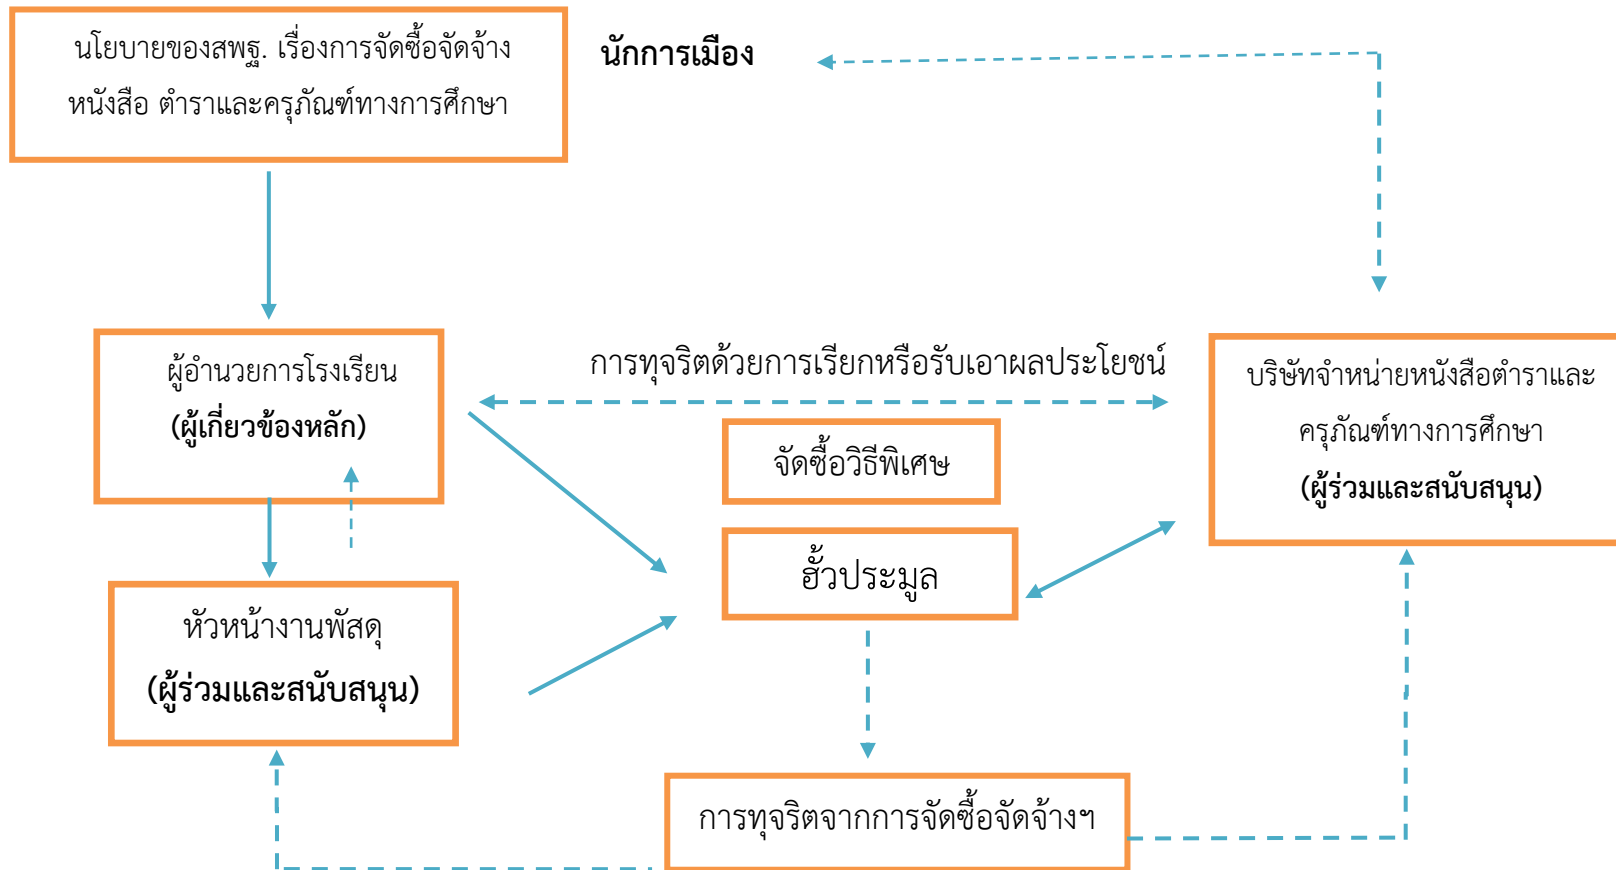 นโยบายของสพฐ. เรื่องการจัดซื้อจัดจ้าง
หนังสือ ตำราและครุภัณฑ์ทางการศึกษา
นักการเมือง
ผู้อำนวยการโรงเรียน
(ผู้เกี่ยวข้องหลัก)
การทุจริตด้วยการเรียกหรือรับเอาผลประโยชน์
จัดซื้อวิธีพิเศษ
ฮั้วประมูล
บริษัทจำหน่ายหนังสือตำราและ
ครุภัณฑ์ทางการศึกษา
(ผู้ร่วมและสนับสนุน)
หัวหน้างานพัสดุ
(ผู้ร่วมและสนับสนุน)
การทุจริตจากการจัดซื้อจัดจ้างฯ